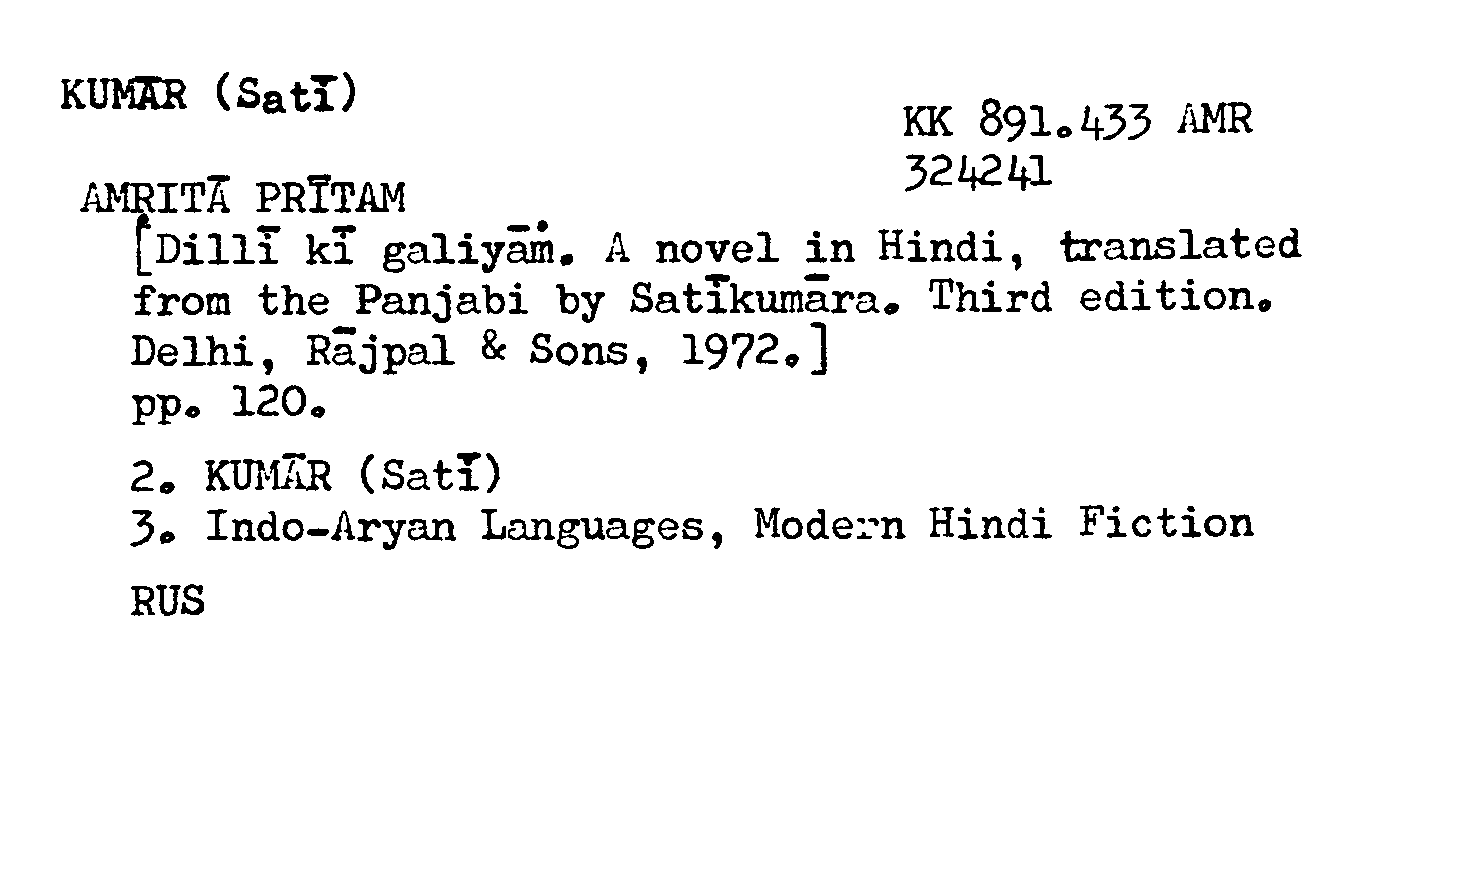 KUMĀR (Satī)
KK 891.433 AMR
324241
AMRITĀ PRĪTAM
[Dillī kī galiyāṁ. A novel in Hindi, translated
from the Panjabi by Satīkumāra. Third edition.
Delhi, Rājpal & Sons, 1972.]
pp. 120.
2. KUMĀR (Satī)
3. Indo-Aryan Languages, Modern Hindi Fiction
RUS